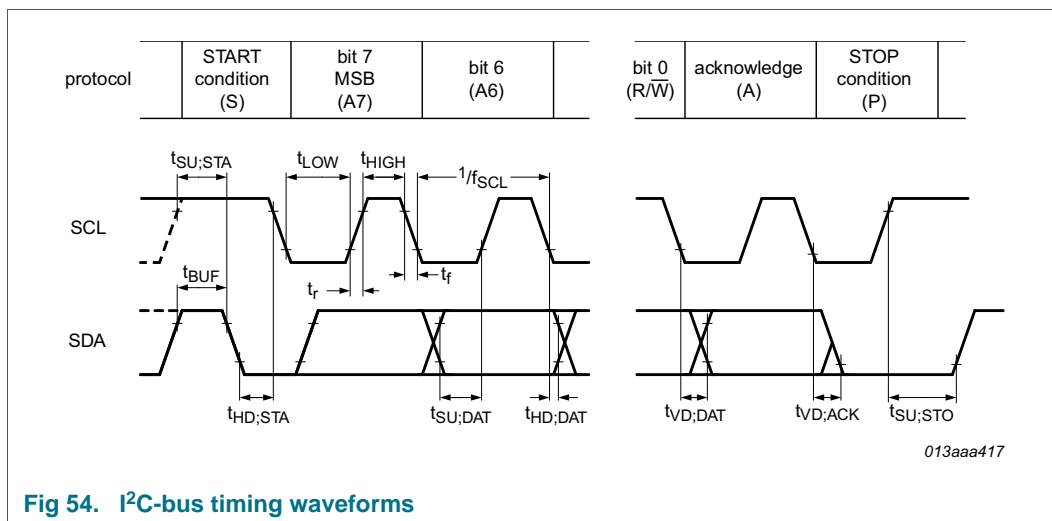 protocol
START
condition
(S)
bit 7
MSB
(A7)
bit 6
(A6)
bit 0
(R/W̅)
acknowledge
(A)
STOP
condition
(P)
tSU;STA
tLOW
tHIGH
1/fSCL
SCL
tBUF
tr
tf
SDA
tHD;STA
tSU;DAT
tHD;DAT
tVD;DAT
tVD;ACK
tSU;STO
013aaa417
Fig 54. I²C-bus timing waveforms